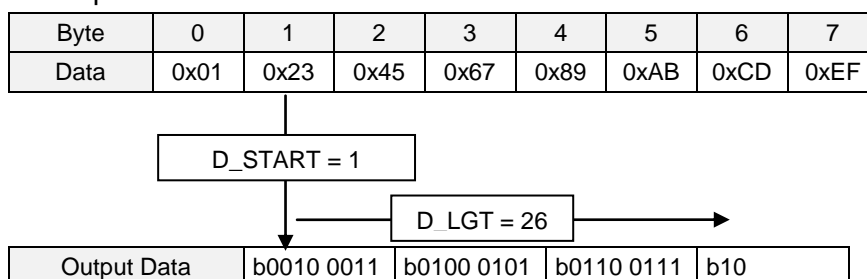 Byte 0 1 2 3 4 5 6 7
Data 0x01 0x23 0x45 0x67 0x89 0xAB 0xCD 0xEF
D_START = 1
D_LGT = 26
Output Data b0010 0011 b0100 0101 b0110 0111 b10